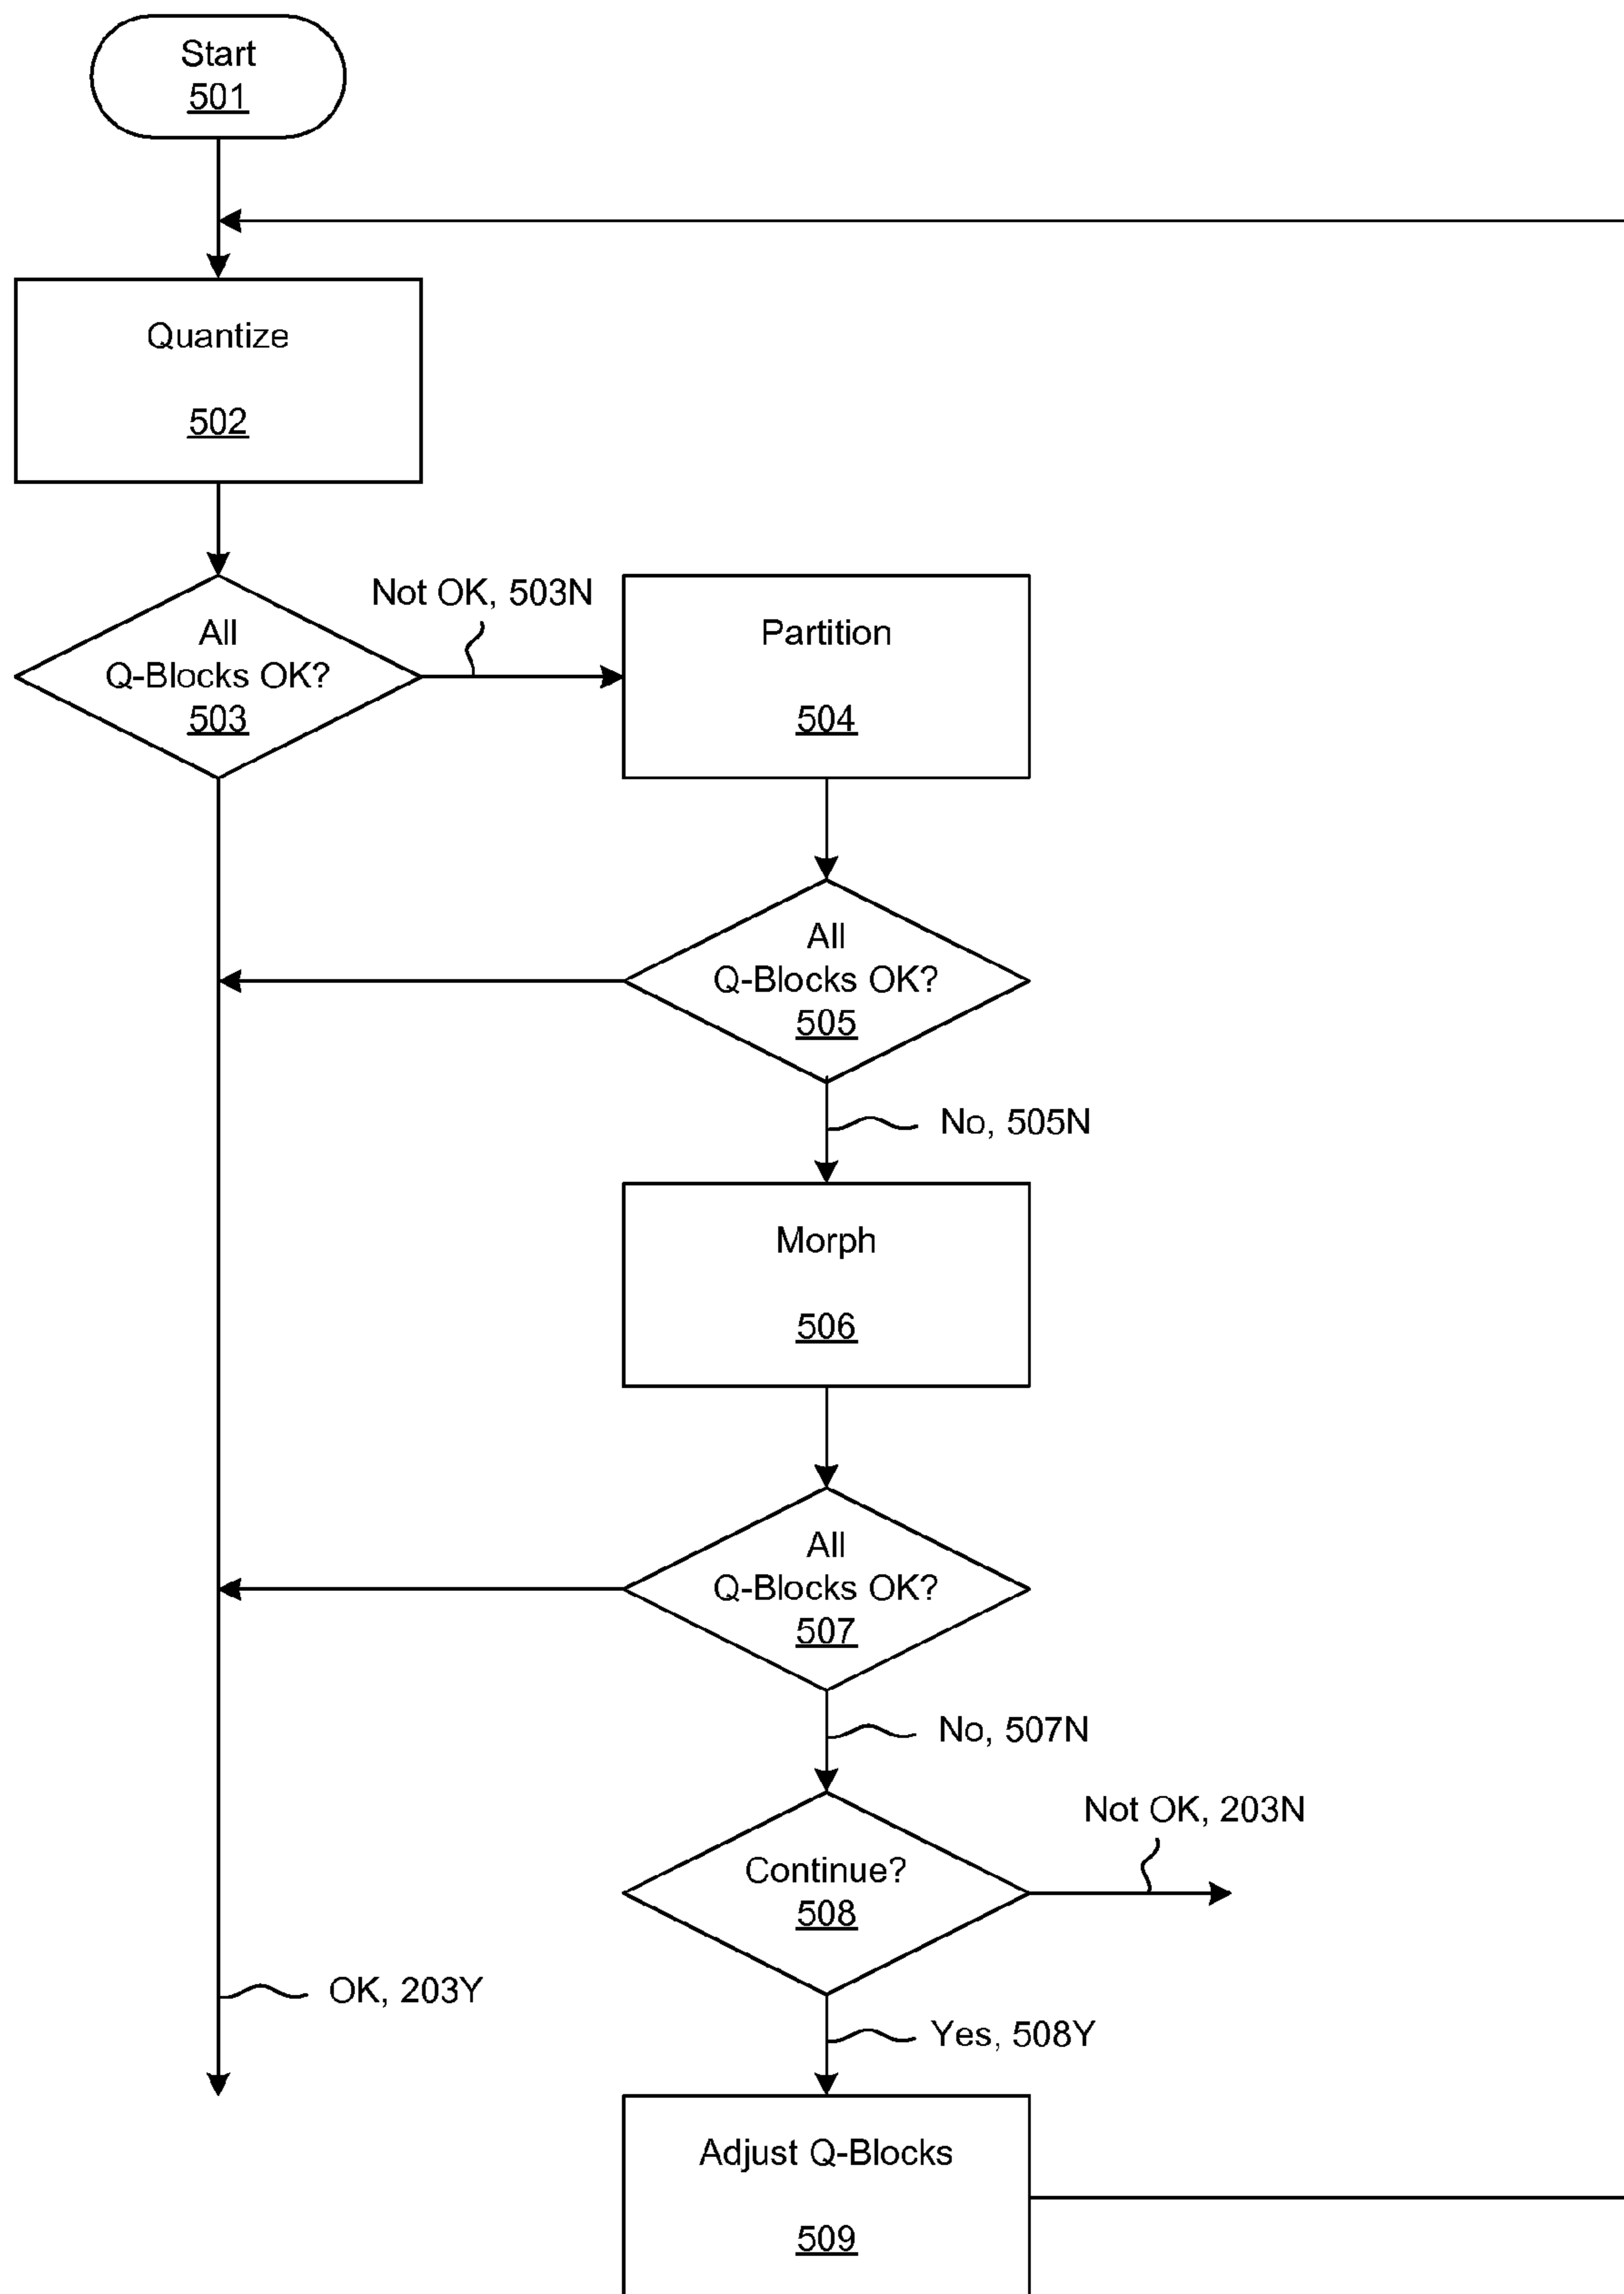 Start
501
Quantize
502
Not OK, 503N
All
Q-Blocks OK?
503
Partition
504
All
Q-Blocks OK?
505
No, 505N
Morph
506
All
Q-Blocks OK?
507
No, 507N
Not OK, 203N
Continue?
508
OK, 203Y
Yes, 508Y
Adjust Q-Blocks
509